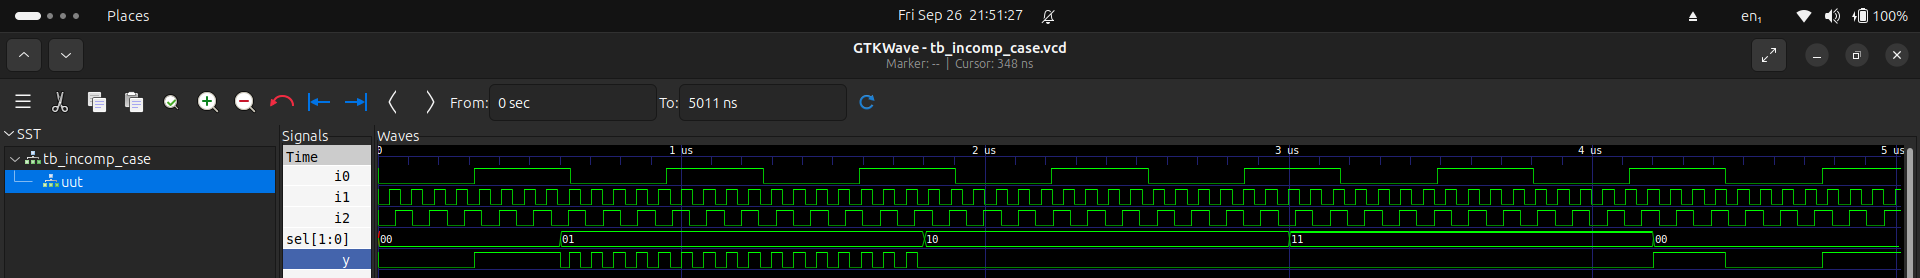 Places
Fri Sep 26 21:51:27
en₁
100%
GTKWave - tb_incomp_case.vcd
Marker: -- | Cursor: 348 ns
From: 0 sec
To: 5011 ns
SST
Signals
Waves
tb_incomp_case
uut
Time
0
1 us
2 us
3 us
4 us
5 us
i0
i1
i2
sel[1:0]
00
01
10
11
00
y